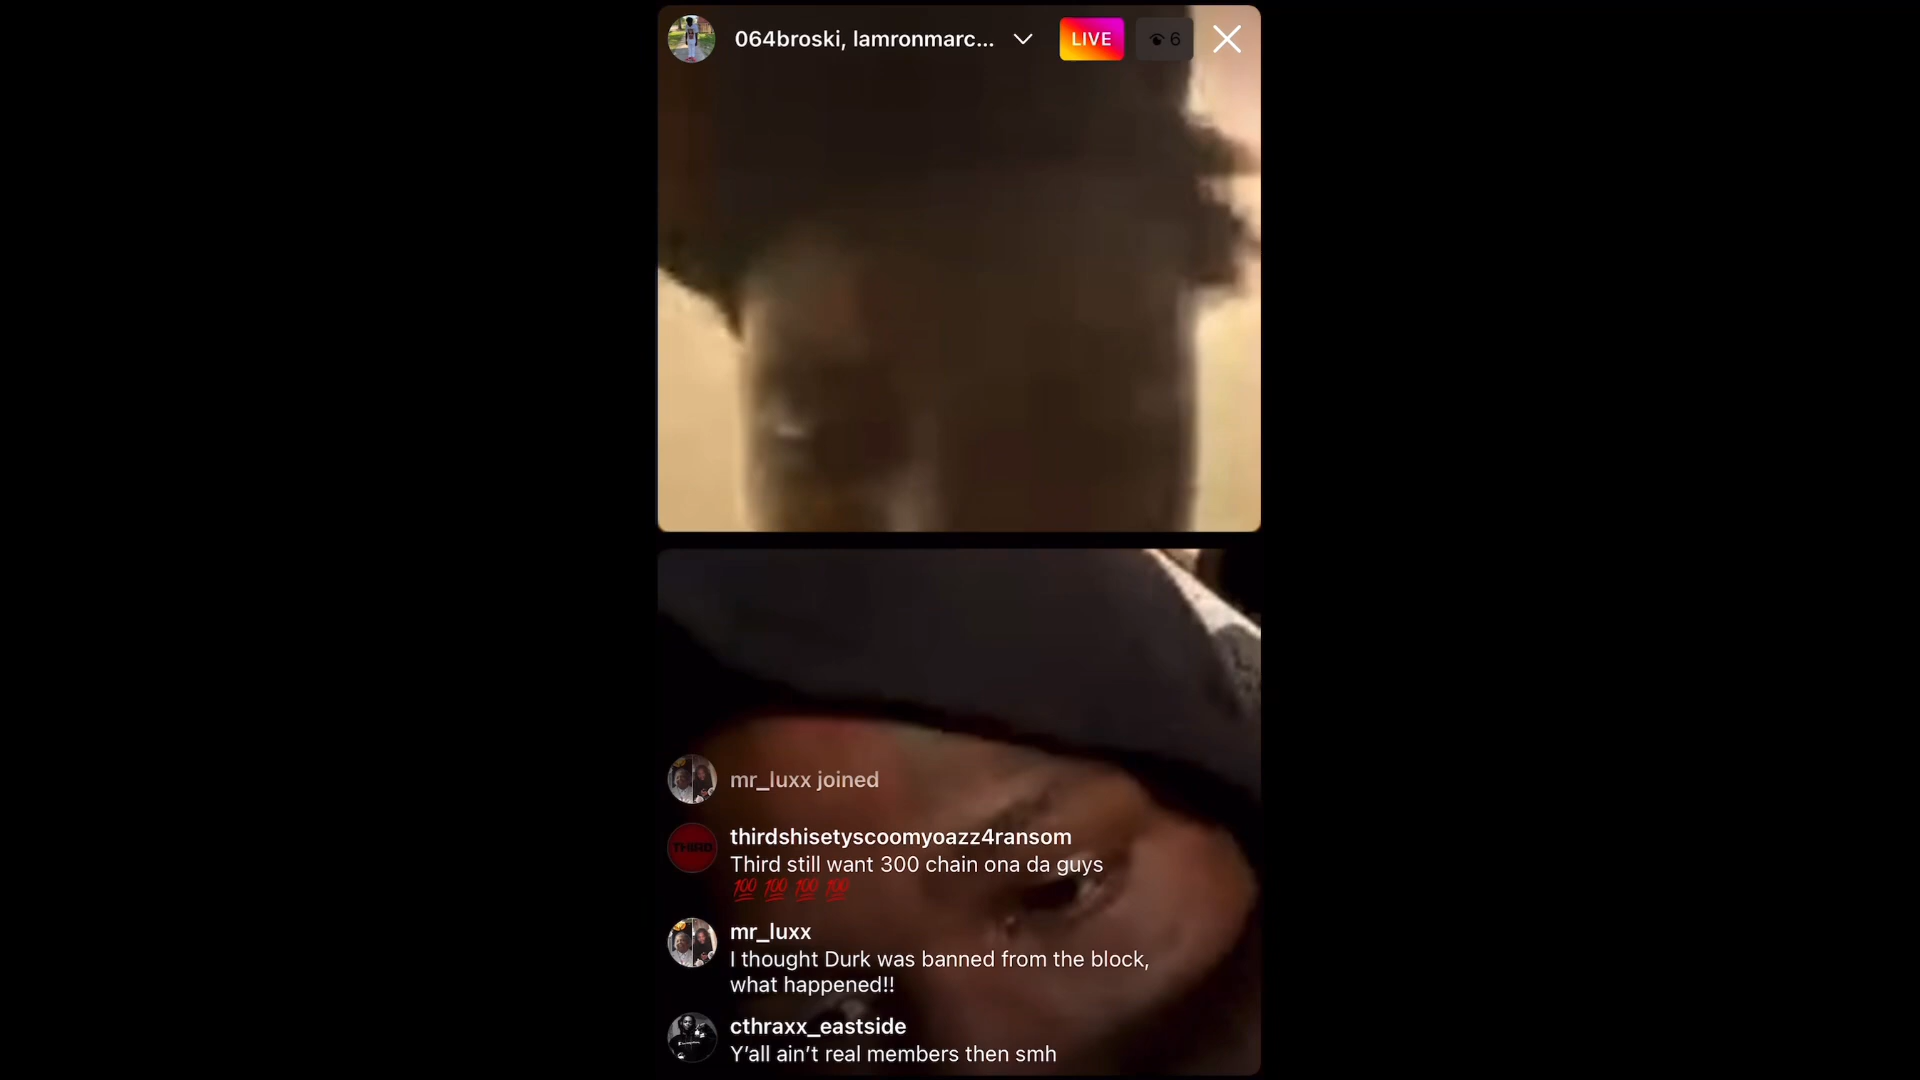 064broski, lamronmarc...
LIVE
6
mr_luxx joined
THIRD
thirdshisetyscoomyoazz4ransom
Third still want 300 chain ona da guys
💯 💯 💯 💯
mr_luxx
I thought Durk was banned from the block,
what happened!!
cthraxx_eastside
Y’all ain’t real members then smh